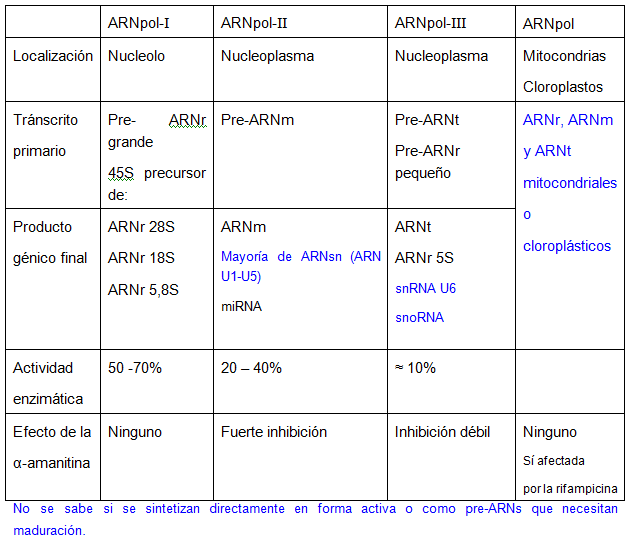 ARNpol-I ARNpol-II ARNpol-III ARNpol
Localización Nucleolo Nucleoplasma Nucleoplasma Mitocondrias
Cloroplastos
Tránscrito primario
Pre- ARNr grande
45S precursor de:
Pre-ARNm
Pre-ARNt
Pre-ARNr pequeño
ARNr, ARNm
y ARNt
mitocondriales
o
cloroplásticos
Producto génico final
ARNr 28S
ARNr 18S
ARNr 5,8S
ARNm
Mayoría de ARNsn (ARN
U1-U5)
miRNA
ARNt
ARNr 5S
snRNA U6
snoRNA
Actividad enzimática
50 -70%
20 – 40%
≈ 10%
Efecto de la α-amanitina
Ninguno
Fuerte inhibición
Inhibición débil
Ninguno
Sí afectada
por la rifampicina
No se sabe si se sintetizan directamente en forma activa o como pre-ARNs que necesitan
maduración.